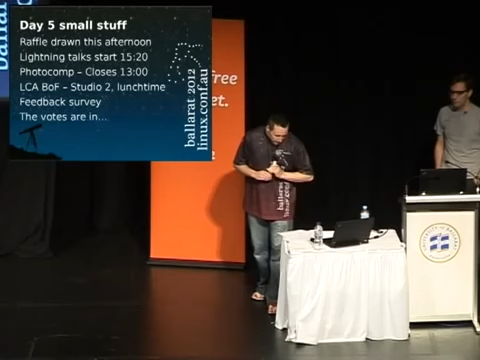 Day 5 small stuff
Raffle drawn this afternoon
Lightning talks start 15:20
Photocomp – Closes 13:00
LCA BoF – Studio 2, lunchtime
Feedback survey
The votes are in...
ballarat 2012
linux.conf.au
free
et.